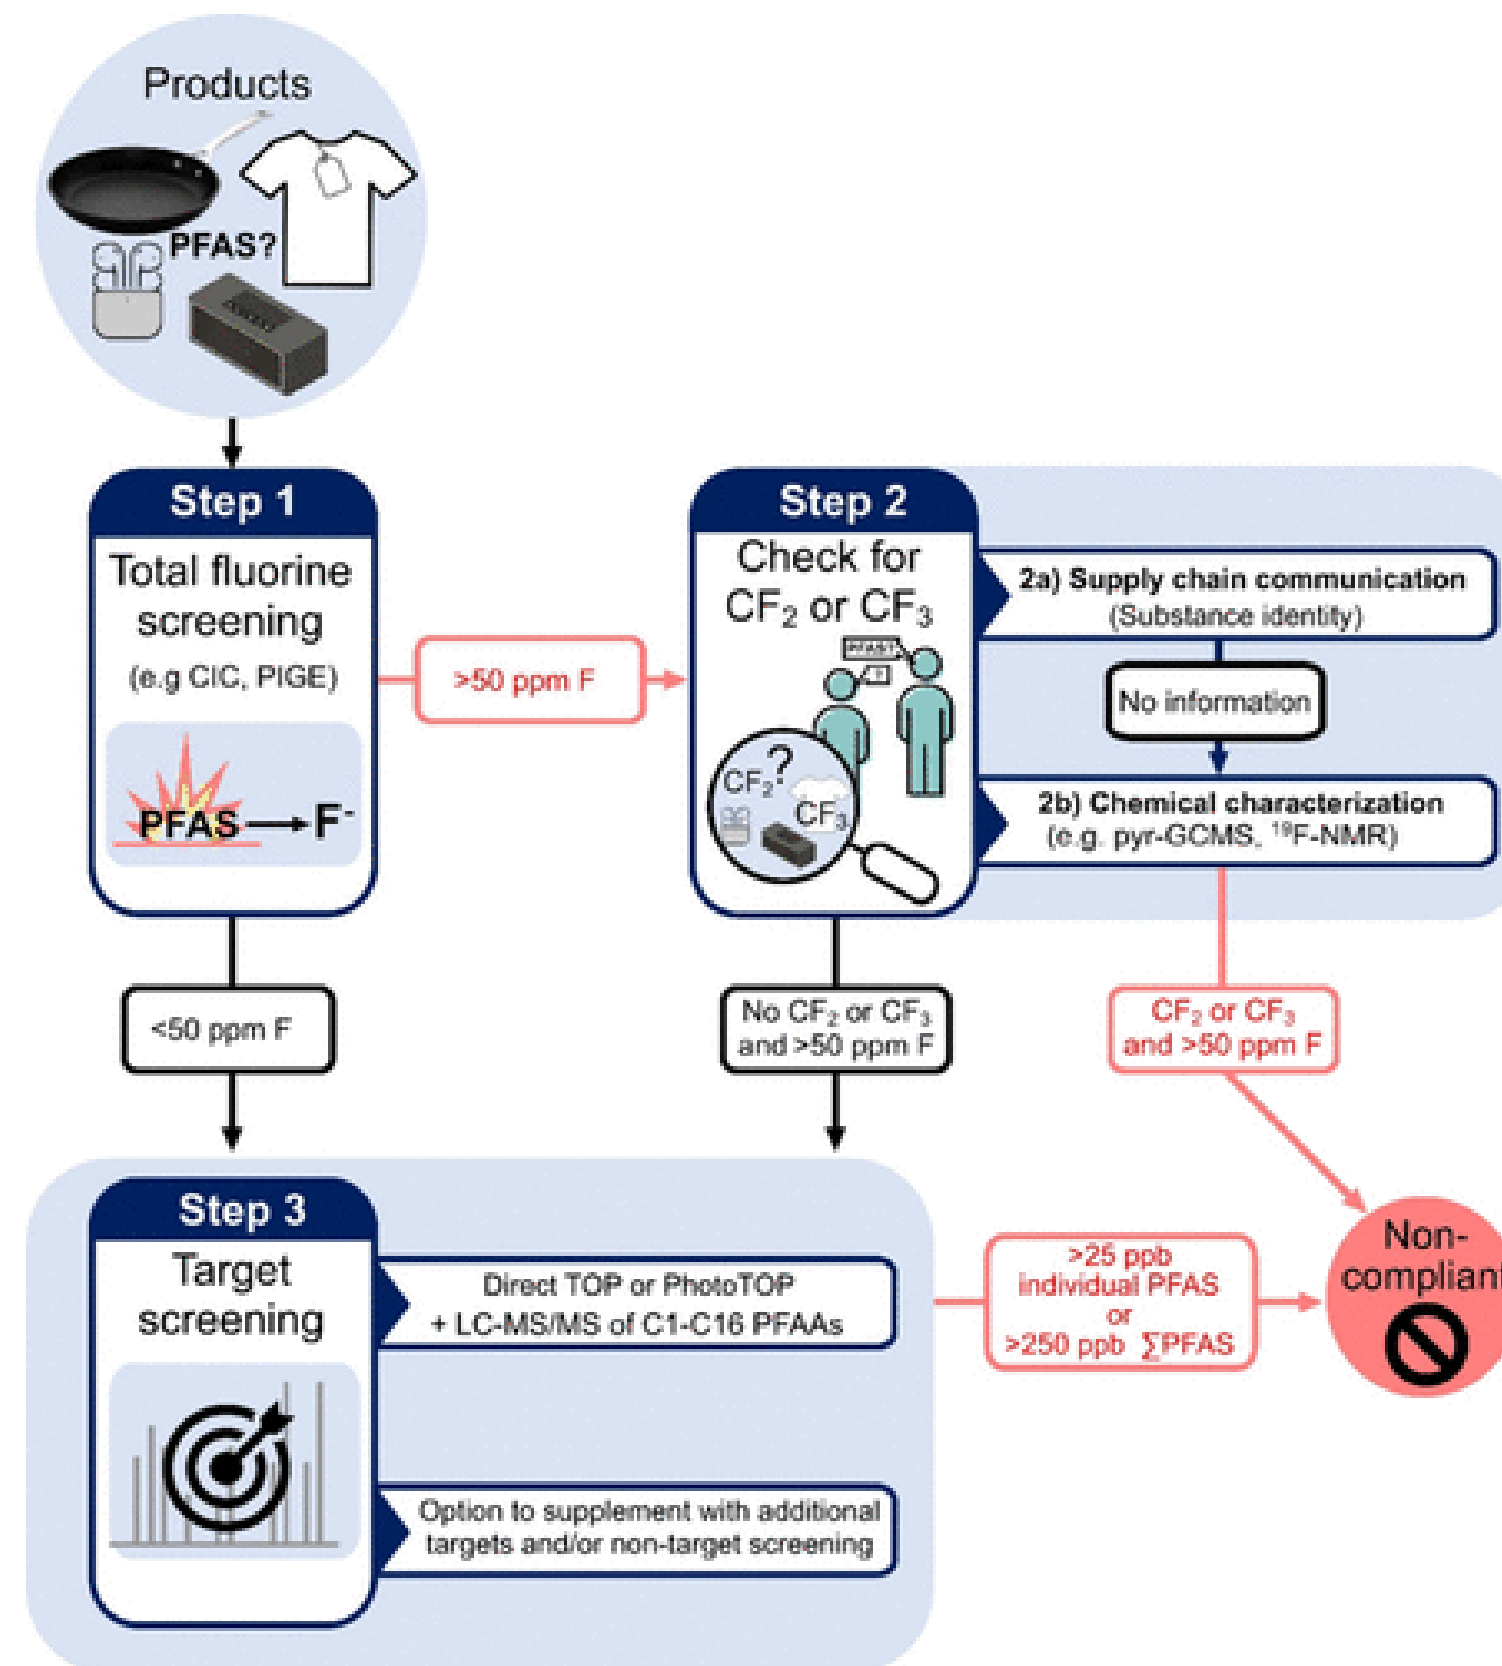 Products
PFAS?
Step 1
Total fluorine
screening
(e.g CIC, PIGE)
PFAS → F⁻
>50 ppm F
<50 ppm F
Step 2
Check for
CF₂ or CF₃
PFAS?
?
CF₂?
CF₃
2a) Supply chain communication
(Substance identity)
No information
2b) Chemical characterization
(e.g. pyr-GCMS, ¹⁹F-NMR)
No CF₂ or CF₃
and >50 ppm F
CF₂ or CF₃
and >50 ppm F
Step 3
Target
screening
Direct TOP or PhotoTOP
+ LC-MS/MS of C1-C16 PFAAs
Option to supplement with additional
targets and/or non-target screening
>25 ppb
individual PFAS
or
>250 ppb ∑PFAS
Non-
compliant